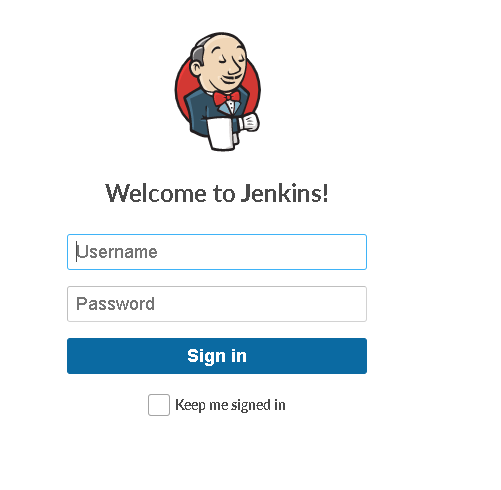 Welcome to Jenkins!
Username
Password
Sign in
Keep me signed in